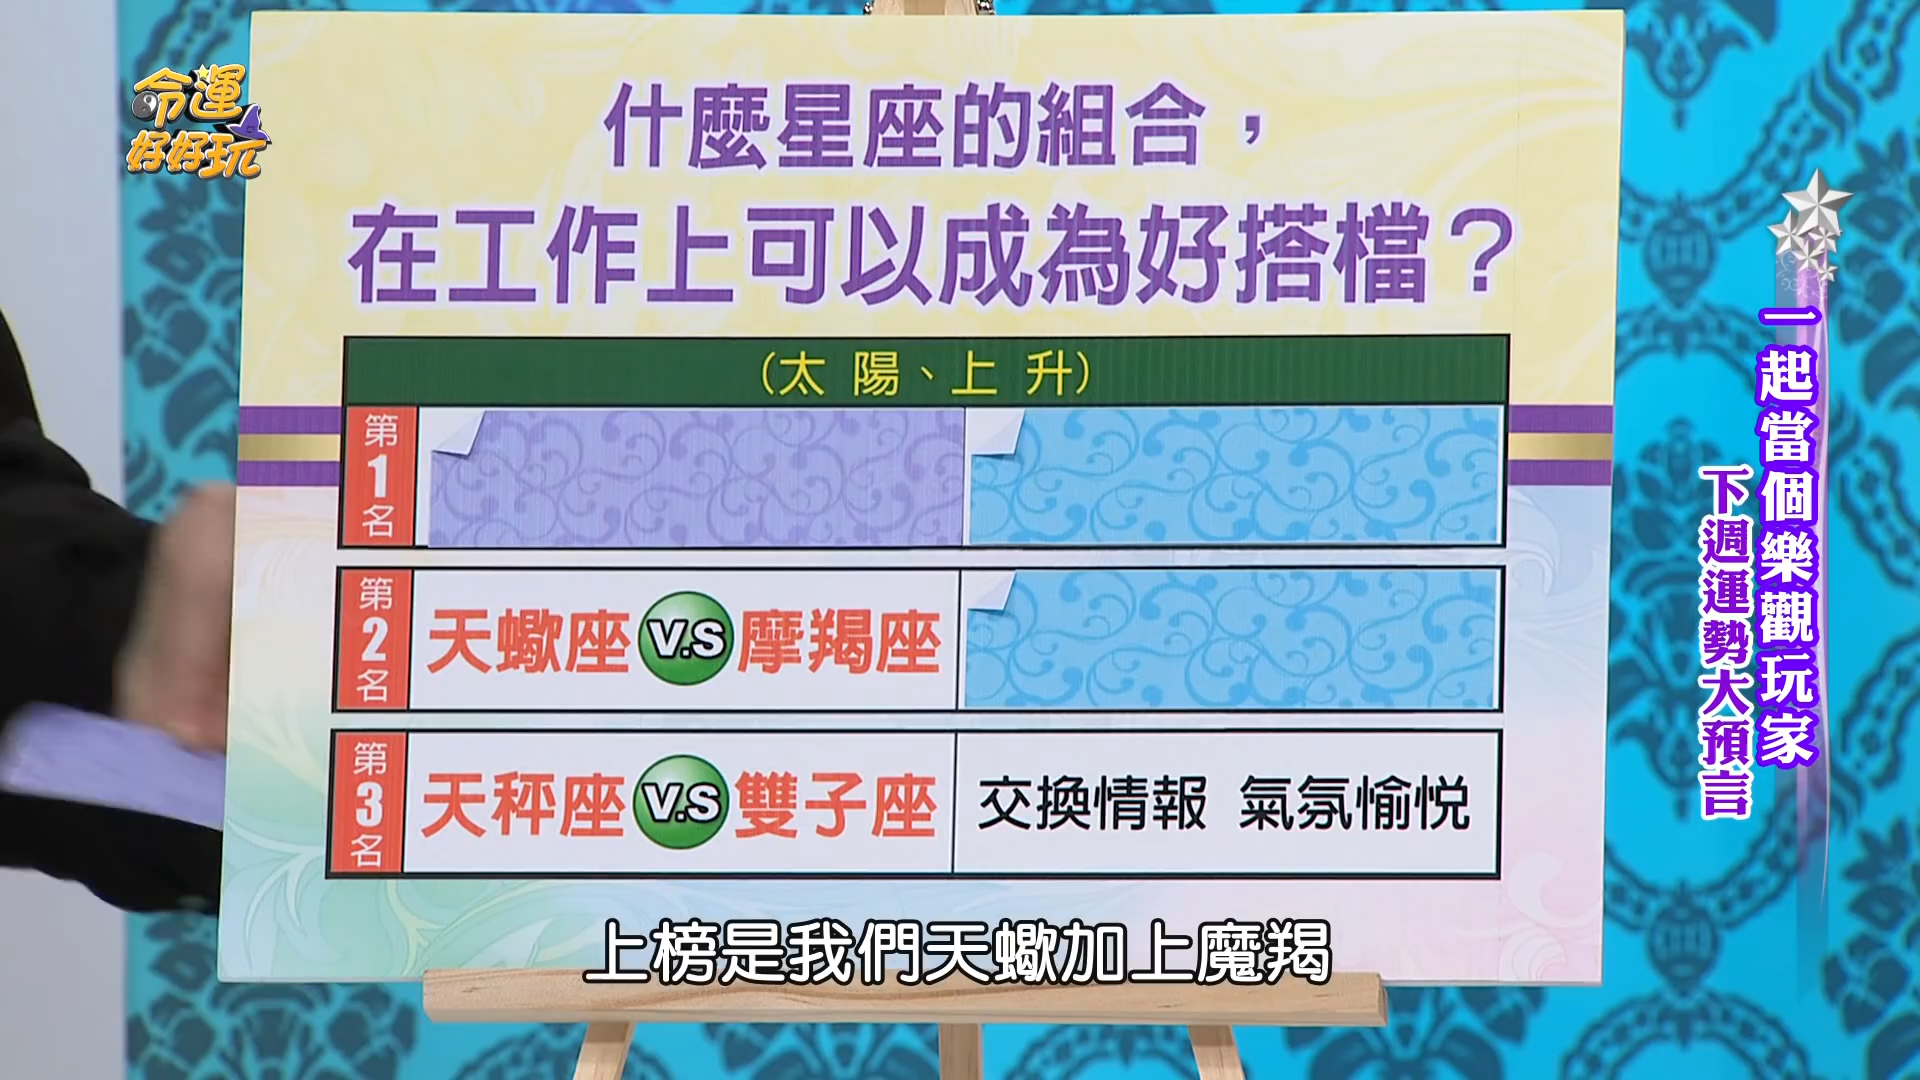 命運
好好玩
什麼星座的組合，
在工作上可以成為好搭檔？
(太 陽、上 升)
第1名
第2名
天蠍座 V.S 摩羯座
第3名
天秤座 V.S 雙子座
交換情報 氣氛愉悅
一起當個樂觀玩家
下週運勢大預言
上榜是我們天蠍加上魔羯